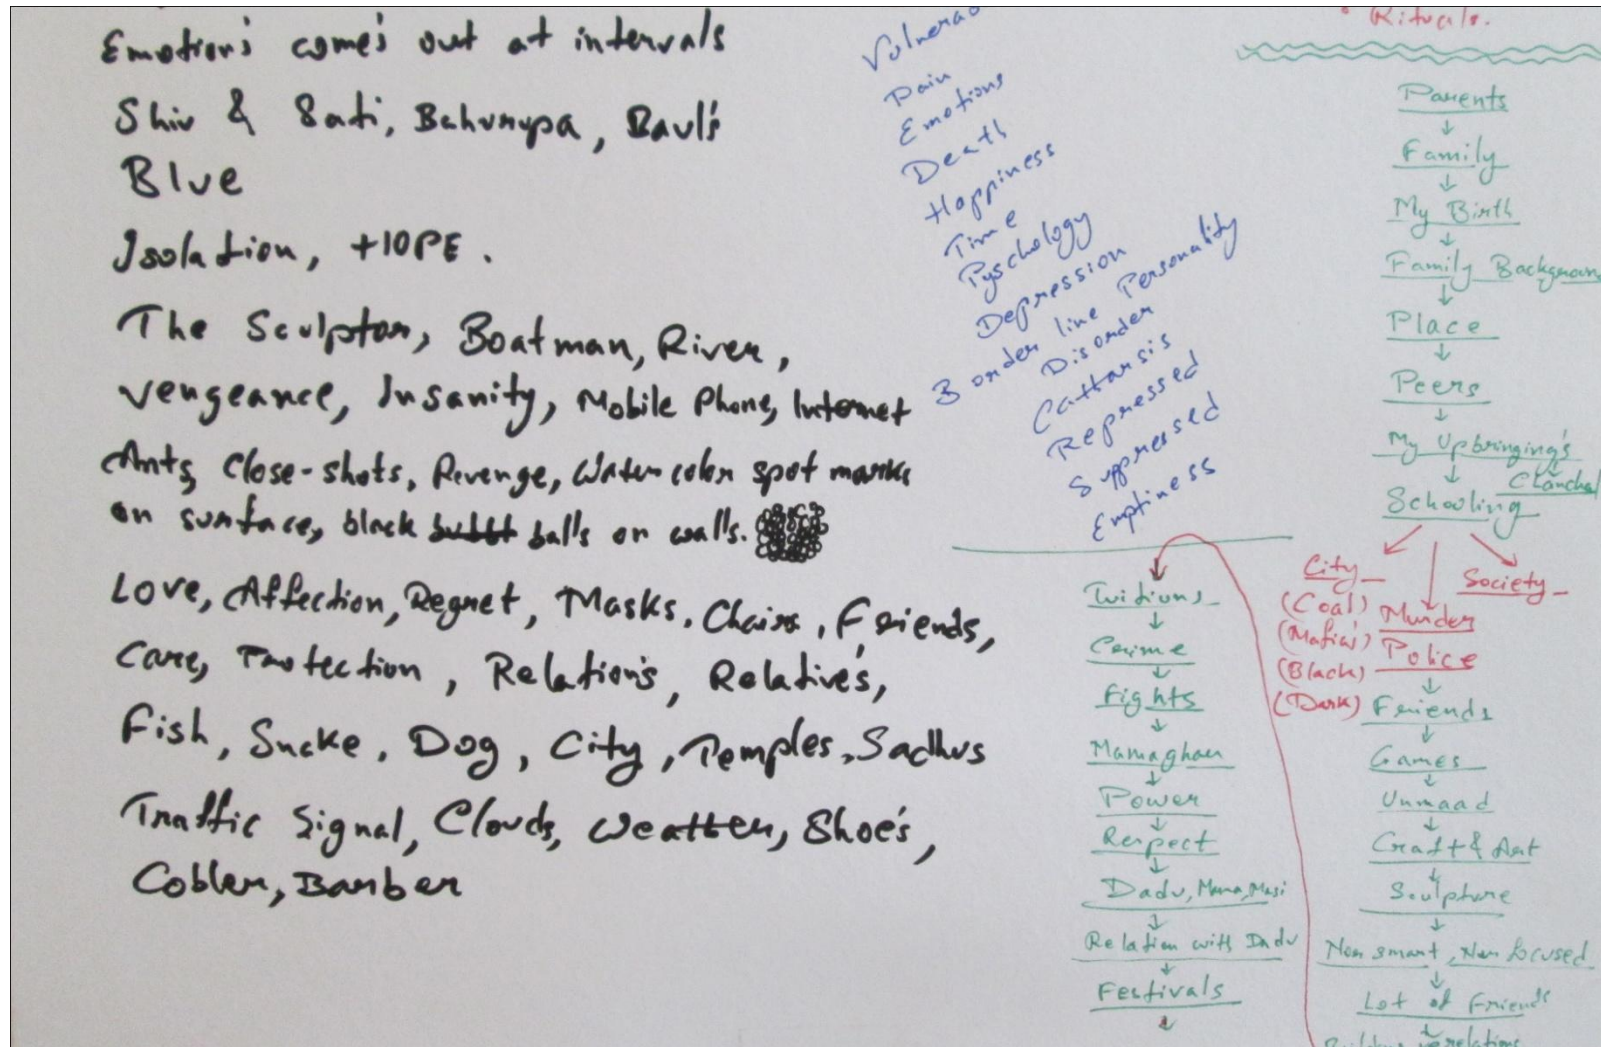 Emotion's come's out at intervals
Shiv & Sati, Bahurupa, Baul's
Blue
Isolation, HOPE.
The Sculptor, Boatman, River,
Vengeance, Insanity, Mobile Phone, Internet
Ants, Close-shots, Revenge, Water color spot marks
on surface, black balls on walls.
Love, Affection, Regret, Masks, Chairs, Friends,
Care, Protection, Relation's, Relative's,
Fish, Snake, Dog, City, Temples, Sadhus
Traffic Signal, Clouds, Weather, Shoe's,
Cobler, Barber
Pain
Emotions
Death
Happiness
Time
Pyschology
Depression
Border line Personality
Disorder
Catharsis
Repressed
Suppressed
Emptiness
Tuitions
Crime
Fights
Mamaghar
Power
Respect
Dadu, Mama, Masi
Relation with Dadu
Festivals
* Rituals.
Parents
Family
My Birth
Family
Place
Peers
My Upbringing's
Schooling
City
(Coal)
(Mafia's)
(Black)
(Dark)
Murder
Police
Society
Friends
Games
Unmaad
Craft & Art
Sculpture
Non smart, Non focused
Lot of Friends
relations